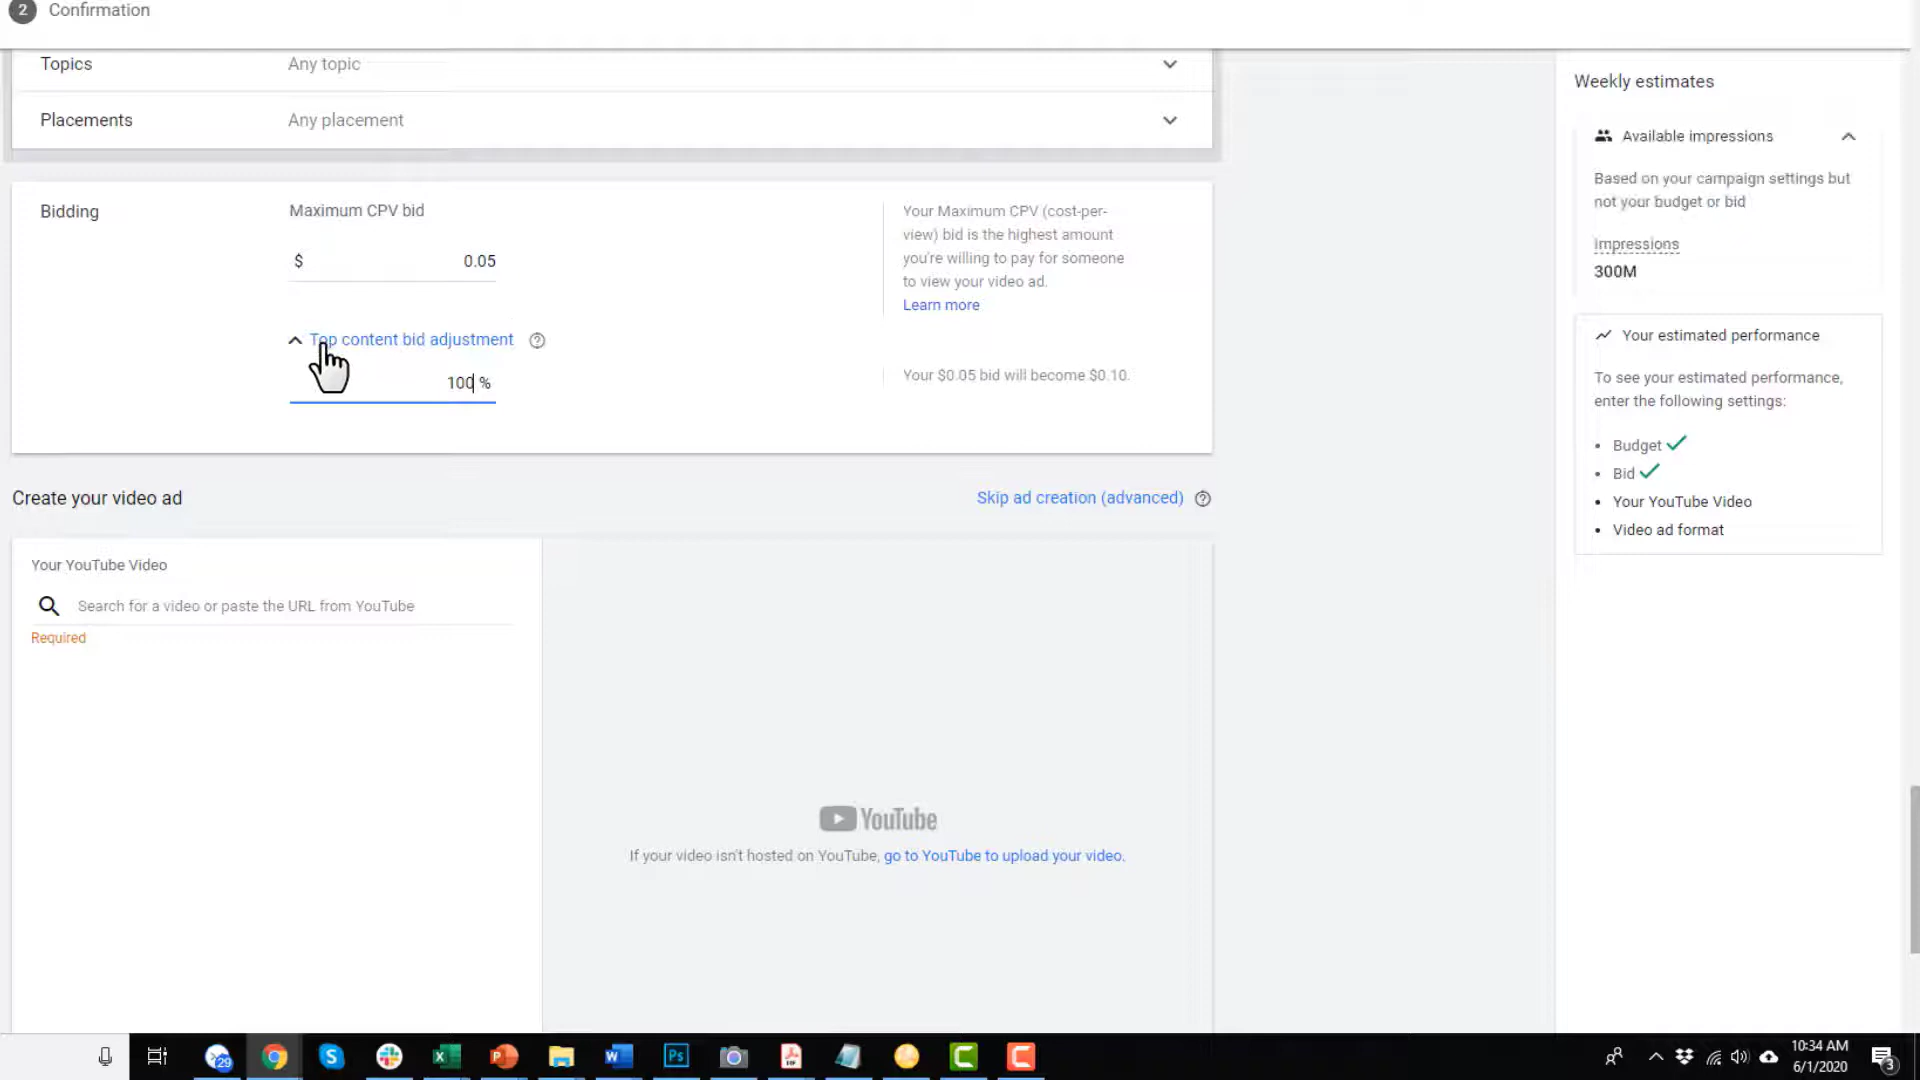 2 Confirmation
Topics Any topic
Placements Any placement
Bidding
Maximum CPV bid
$ 0.05
Top content bid adjustment
100 %
Your Maximum CPV (cost-per-
view) bid is the highest amount
you're willing to pay for someone
to view your video ad.
Learn more
Your $0.05 bid will become $0.10.
Create your video ad
Skip ad creation (advanced)
Your YouTube Video
Search for a video or paste the URL from YouTube
Required
YouTube
If your video isn't hosted on YouTube, go to YouTube to upload your video.
Weekly estimates
Available impressions
Based on your campaign settings but
not your budget or bid
Impressions
300M
Your estimated performance
To see your estimated performance,
enter the following settings:
Budget
Bid
Your YouTube Video
Video ad format
29
S
X
P
W
Ps
C
C
10:34 AM
6/1/2020
3